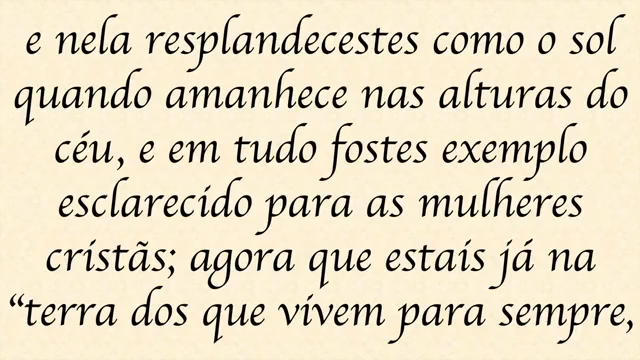 e nela resplandecestes como o sol
quando amanhece nas alturas do
céu, e em tudo fostes exemplo
esclarecido para as mulheres
cristãs; agora que estais já na
“terra dos que vivem para sempre,